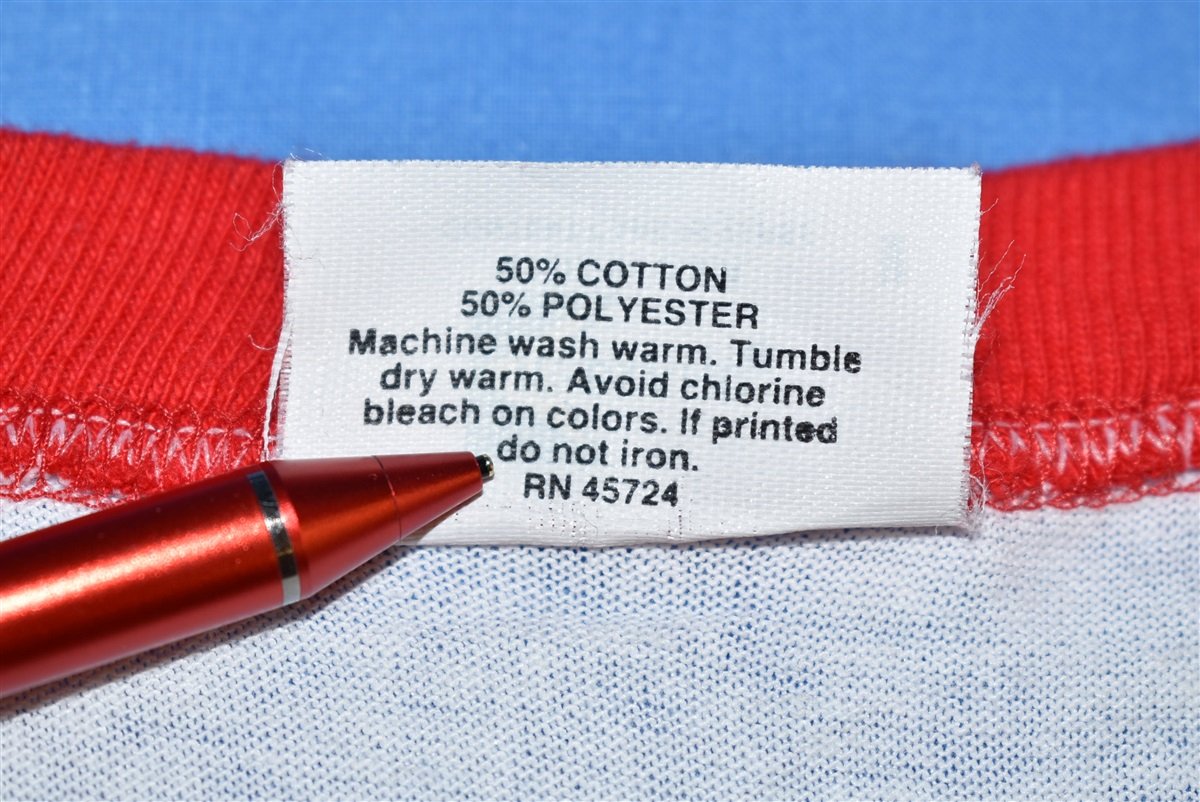 50% COTTON
50% POLYESTER
Machine wash warm. Tumble
dry warm. Avoid chlorine
bleach on colors. If printed
do not iron.
RN 45724